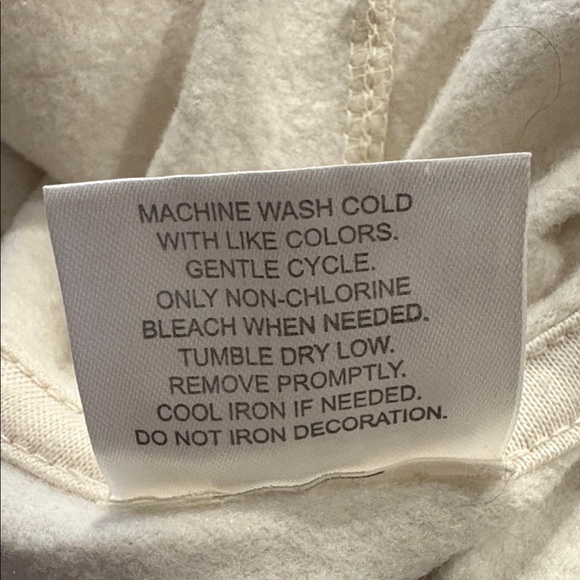 MACHINE WASH COLD
WITH LIKE COLORS.
GENTLE CYCLE.
ONLY NON-CHLORINE
BLEACH WHEN NEEDED.
TUMBLE DRY LOW.
REMOVE PROMPTLY.
COOL IRON IF NEEDED.
DO NOT IRON DECORATION.